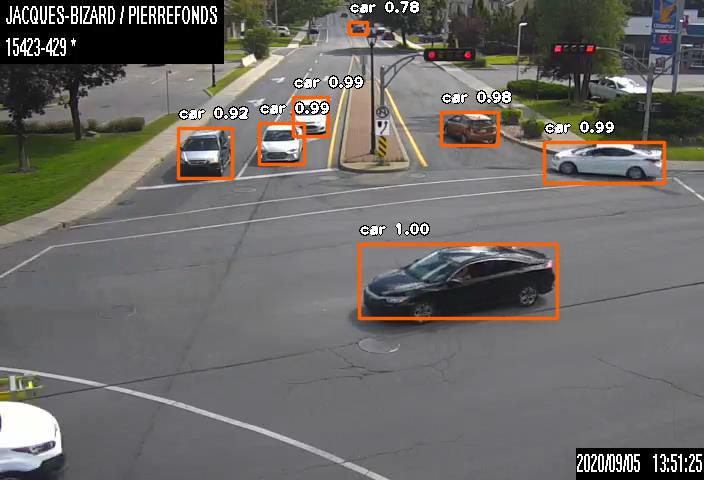 JACQUES-BIZARD / PIERREFONDS
15423-429 *
car 0.78
car 0.99
car 0.92
car 0.99
car 0.98
car 0.99
car 1.00
2020/09/05 13:51:25